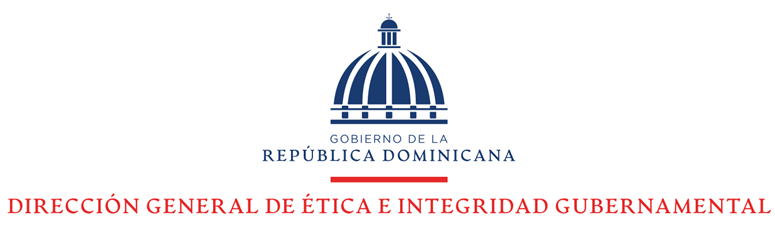 GOBIERNO DE LA
REPÚBLICA DOMINICANA
DIRECCIÓN GENERAL DE ÉTICA E INTEGRIDAD GUBERNAMENTAL